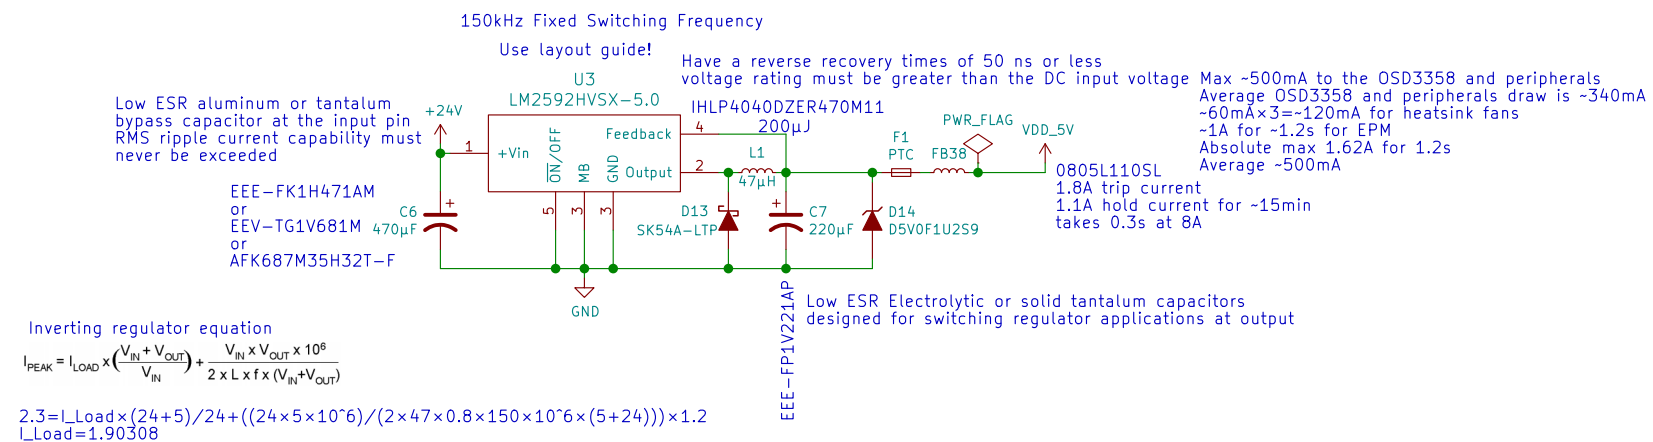 150kHz Fixed Switching Frequency
Use layout guide!
Have a reverse recovery times of 50 ns or less
voltage rating must be greater than the DC input voltage
Max ~500mA to the OSD3358 and peripherals
Average OSD3358 and peripherals draw is ~340mA
~60mA×3=~120mA for heatsink fans
~1A for ~1.2s for EPM
Absolute max 1.62A for 1.2s
Average ~500mA
Low ESR aluminum or tantalum
bypass capacitor at the input pin
RMS ripple current capability must
never be exceeded
+24V
U3
LM2592HVSX-5.0
IHLP4040DZER470M11
200µJ
1
+Vin
ON/OFF
MB
GND
Feedback
Output
4
2
5
3
3
L1
47µH
F1
PTC
FB38
PWR_FLAG
VDD_5V
0805L110SL
1.8A trip current
1.1A hold current for ~15min
takes 0.3s at 8A
EEE-FK1H471AM
or
EEV-TG1V681M
or
AFK687M35H32T-F
C6
470µF
+
D13
SK54A-LTP
+
C7
220µF
D14
D5V0F1U2S9
GND
EEE-FP1V221AP
Low ESR Electrolytic or solid tantalum capacitors
designed for switching regulator applications at output
Inverting regulator equation
I_PEAK = I_LOAD x (V_IN + V_OUT / V_IN) + V_IN x V_OUT x 10^6 / 2 x L x f x (V_IN+V_OUT)
2.3=I_Load×(24+5)/24+((24×5×10^6)/(2×47×0.8×150×10^6×(5+24)))×1.2
I_Load=1.90308